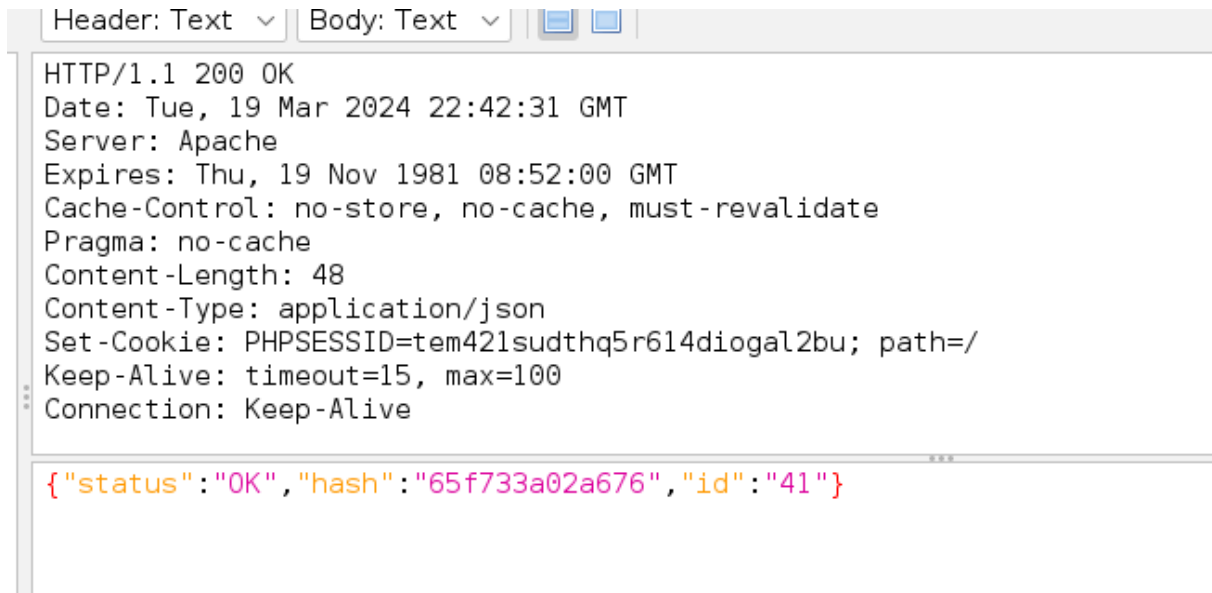 Header: Text Body: Text
HTTP/1.1 200 OK
Date: Tue, 19 Mar 2024 22:42:31 GMT
Server: Apache
Expires: Thu, 19 Nov 1981 08:52:00 GMT
Cache-Control: no-store, no-cache, must-revalidate
Pragma: no-cache
Content-Length: 48
Content-Type: application/json
Set-Cookie: PHPSESSID=tem421sudthq5r614diogal2bu; path=/
Keep-Alive: timeout=15, max=100
Connection: Keep-Alive
{"status":"OK","hash":"65f733a02a676","id":"41"}